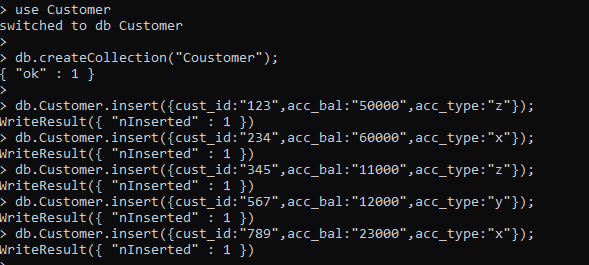 > use Customer
switched to db Customer
>
> db.createCollection("Coustomer");
{ "ok" : 1 }
>
> db.Customer.insert({cust_id:"123",acc_bal:"50000",acc_type:"z"});
WriteResult({ "nInserted" : 1 })
> db.Customer.insert({cust_id:"234",acc_bal:"60000",acc_type:"x"});
WriteResult({ "nInserted" : 1 })
> db.Customer.insert({cust_id:"345",acc_bal:"11000",acc_type:"z"});
WriteResult({ "nInserted" : 1 })
> db.Customer.insert({cust_id:"567",acc_bal:"12000",acc_type:"y"});
WriteResult({ "nInserted" : 1 })
> db.Customer.insert({cust_id:"789",acc_bal:"23000",acc_type:"x"});
WriteResult({ "nInserted" : 1 })
>